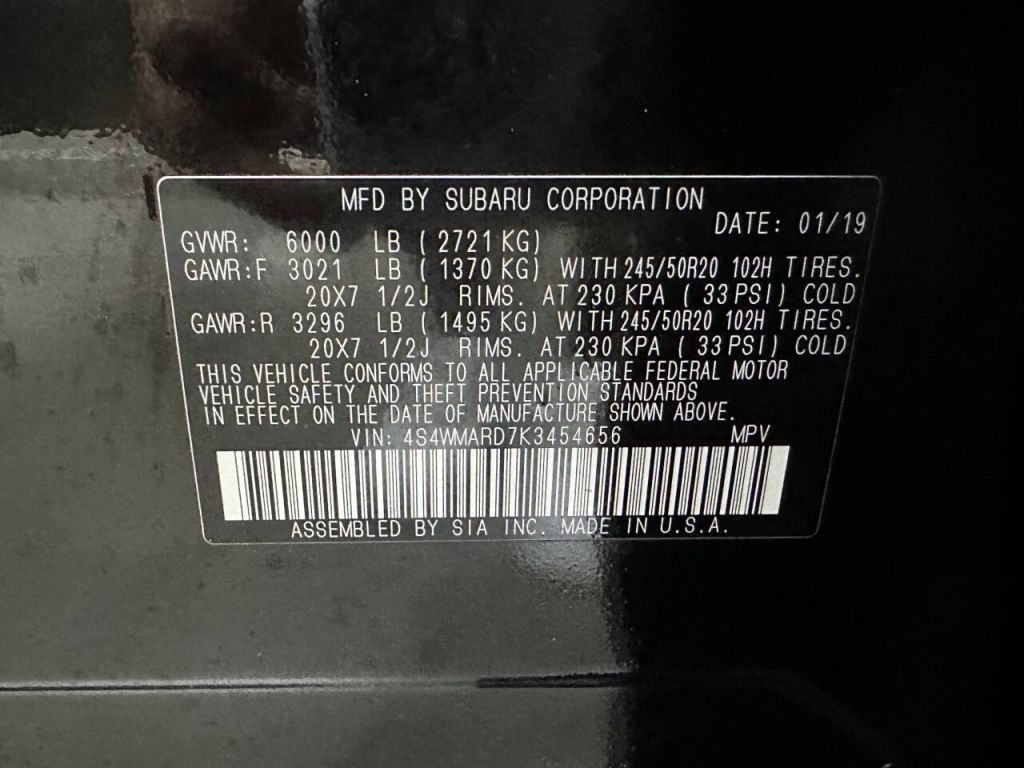 MFD BY SUBARU CORPORATION
DATE: 01/19
GVWR: 6000 LB ( 2721 KG)
GAWR:F 3021 LB ( 1370 KG) WITH 245/50R20 102H TIRES.
20X7 1/2J RIMS. AT 230 KPA ( 33 PSI) COLD
GAWR:R 3296 LB ( 1495 KG) WITH 245/50R20 102H TIRES.
20X7 1/2J RIMS. AT 230 KPA ( 33 PSI) COLD
THIS VEHICLE CONFORMS TO ALL APPLICABLE FEDERAL MOTOR
VEHICLE SAFETY AND THEFT PREVENTION STANDARDS
IN EFFECT ON THE DATE OF MANUFACTURE SHOWN ABOVE.
VIN: 4S4WMARD7K3454656 MPV
ASSEMBLED BY SIA INC. MADE IN U.S.A.